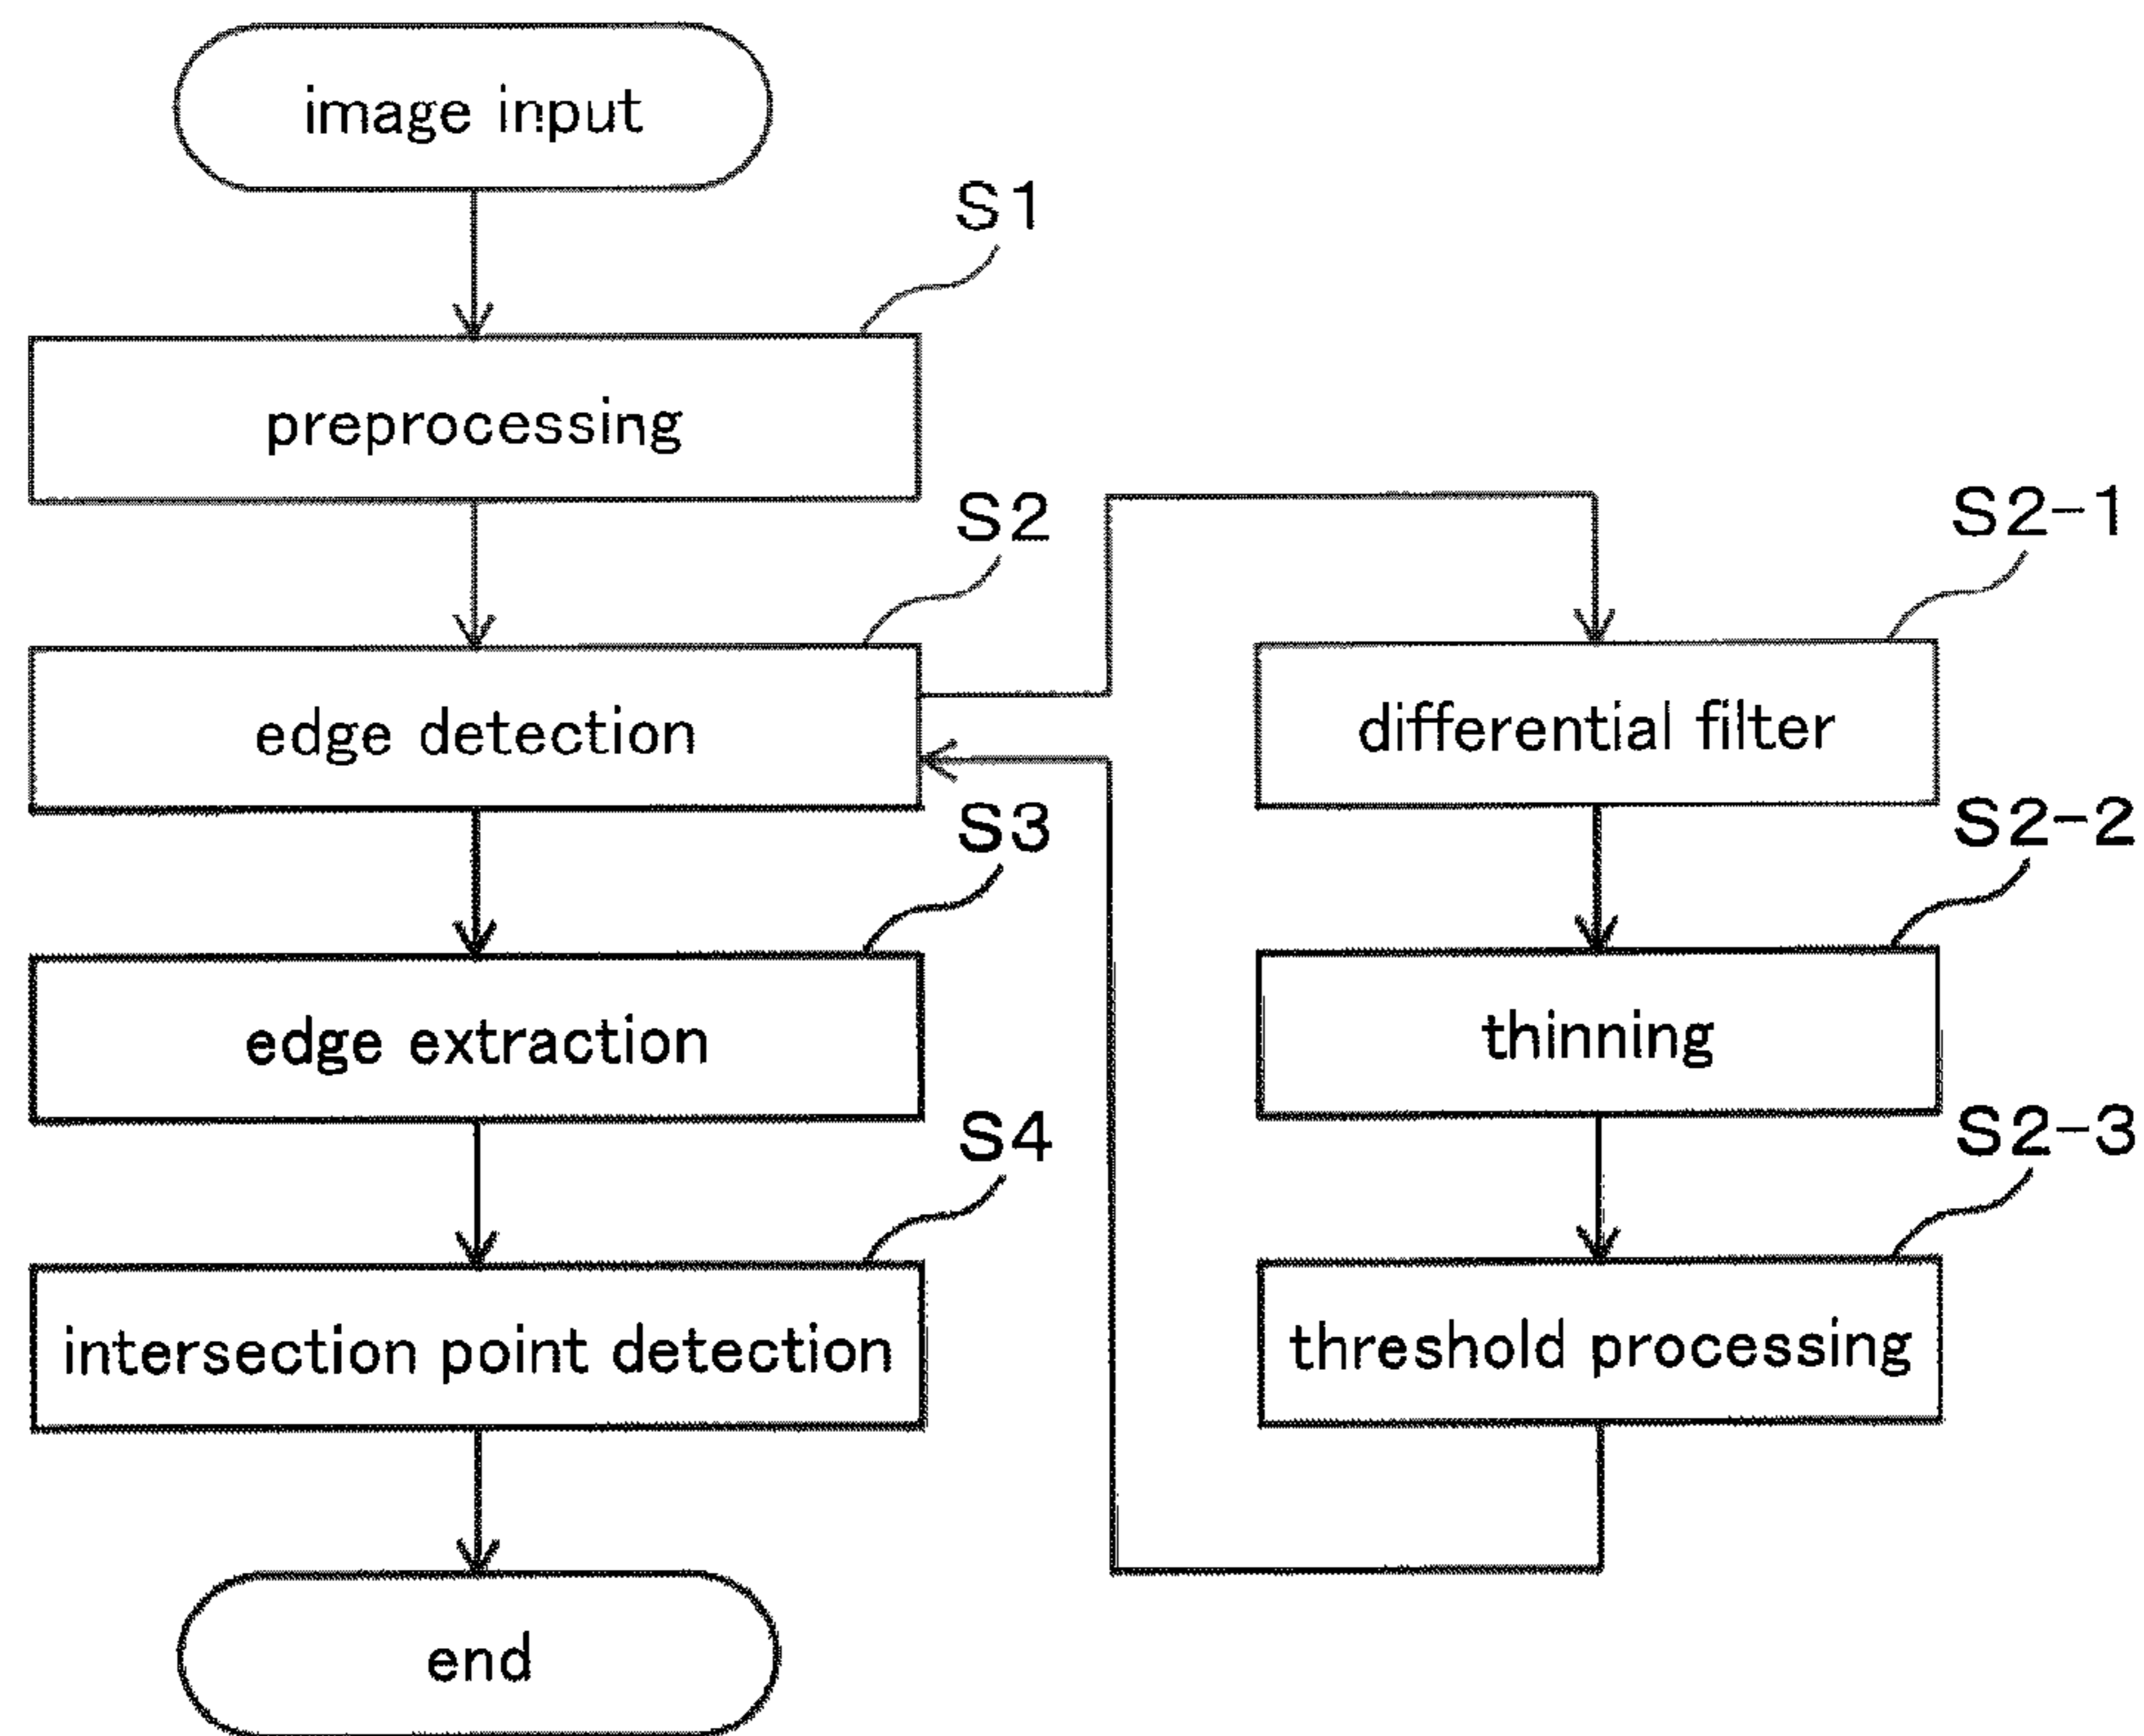 image input
S1
preprocessing
S2
edge detection
S3
edge extraction
S4
intersection point detection
end
S2-1
differential filter
S2-2
thinning
S2-3
threshold processing